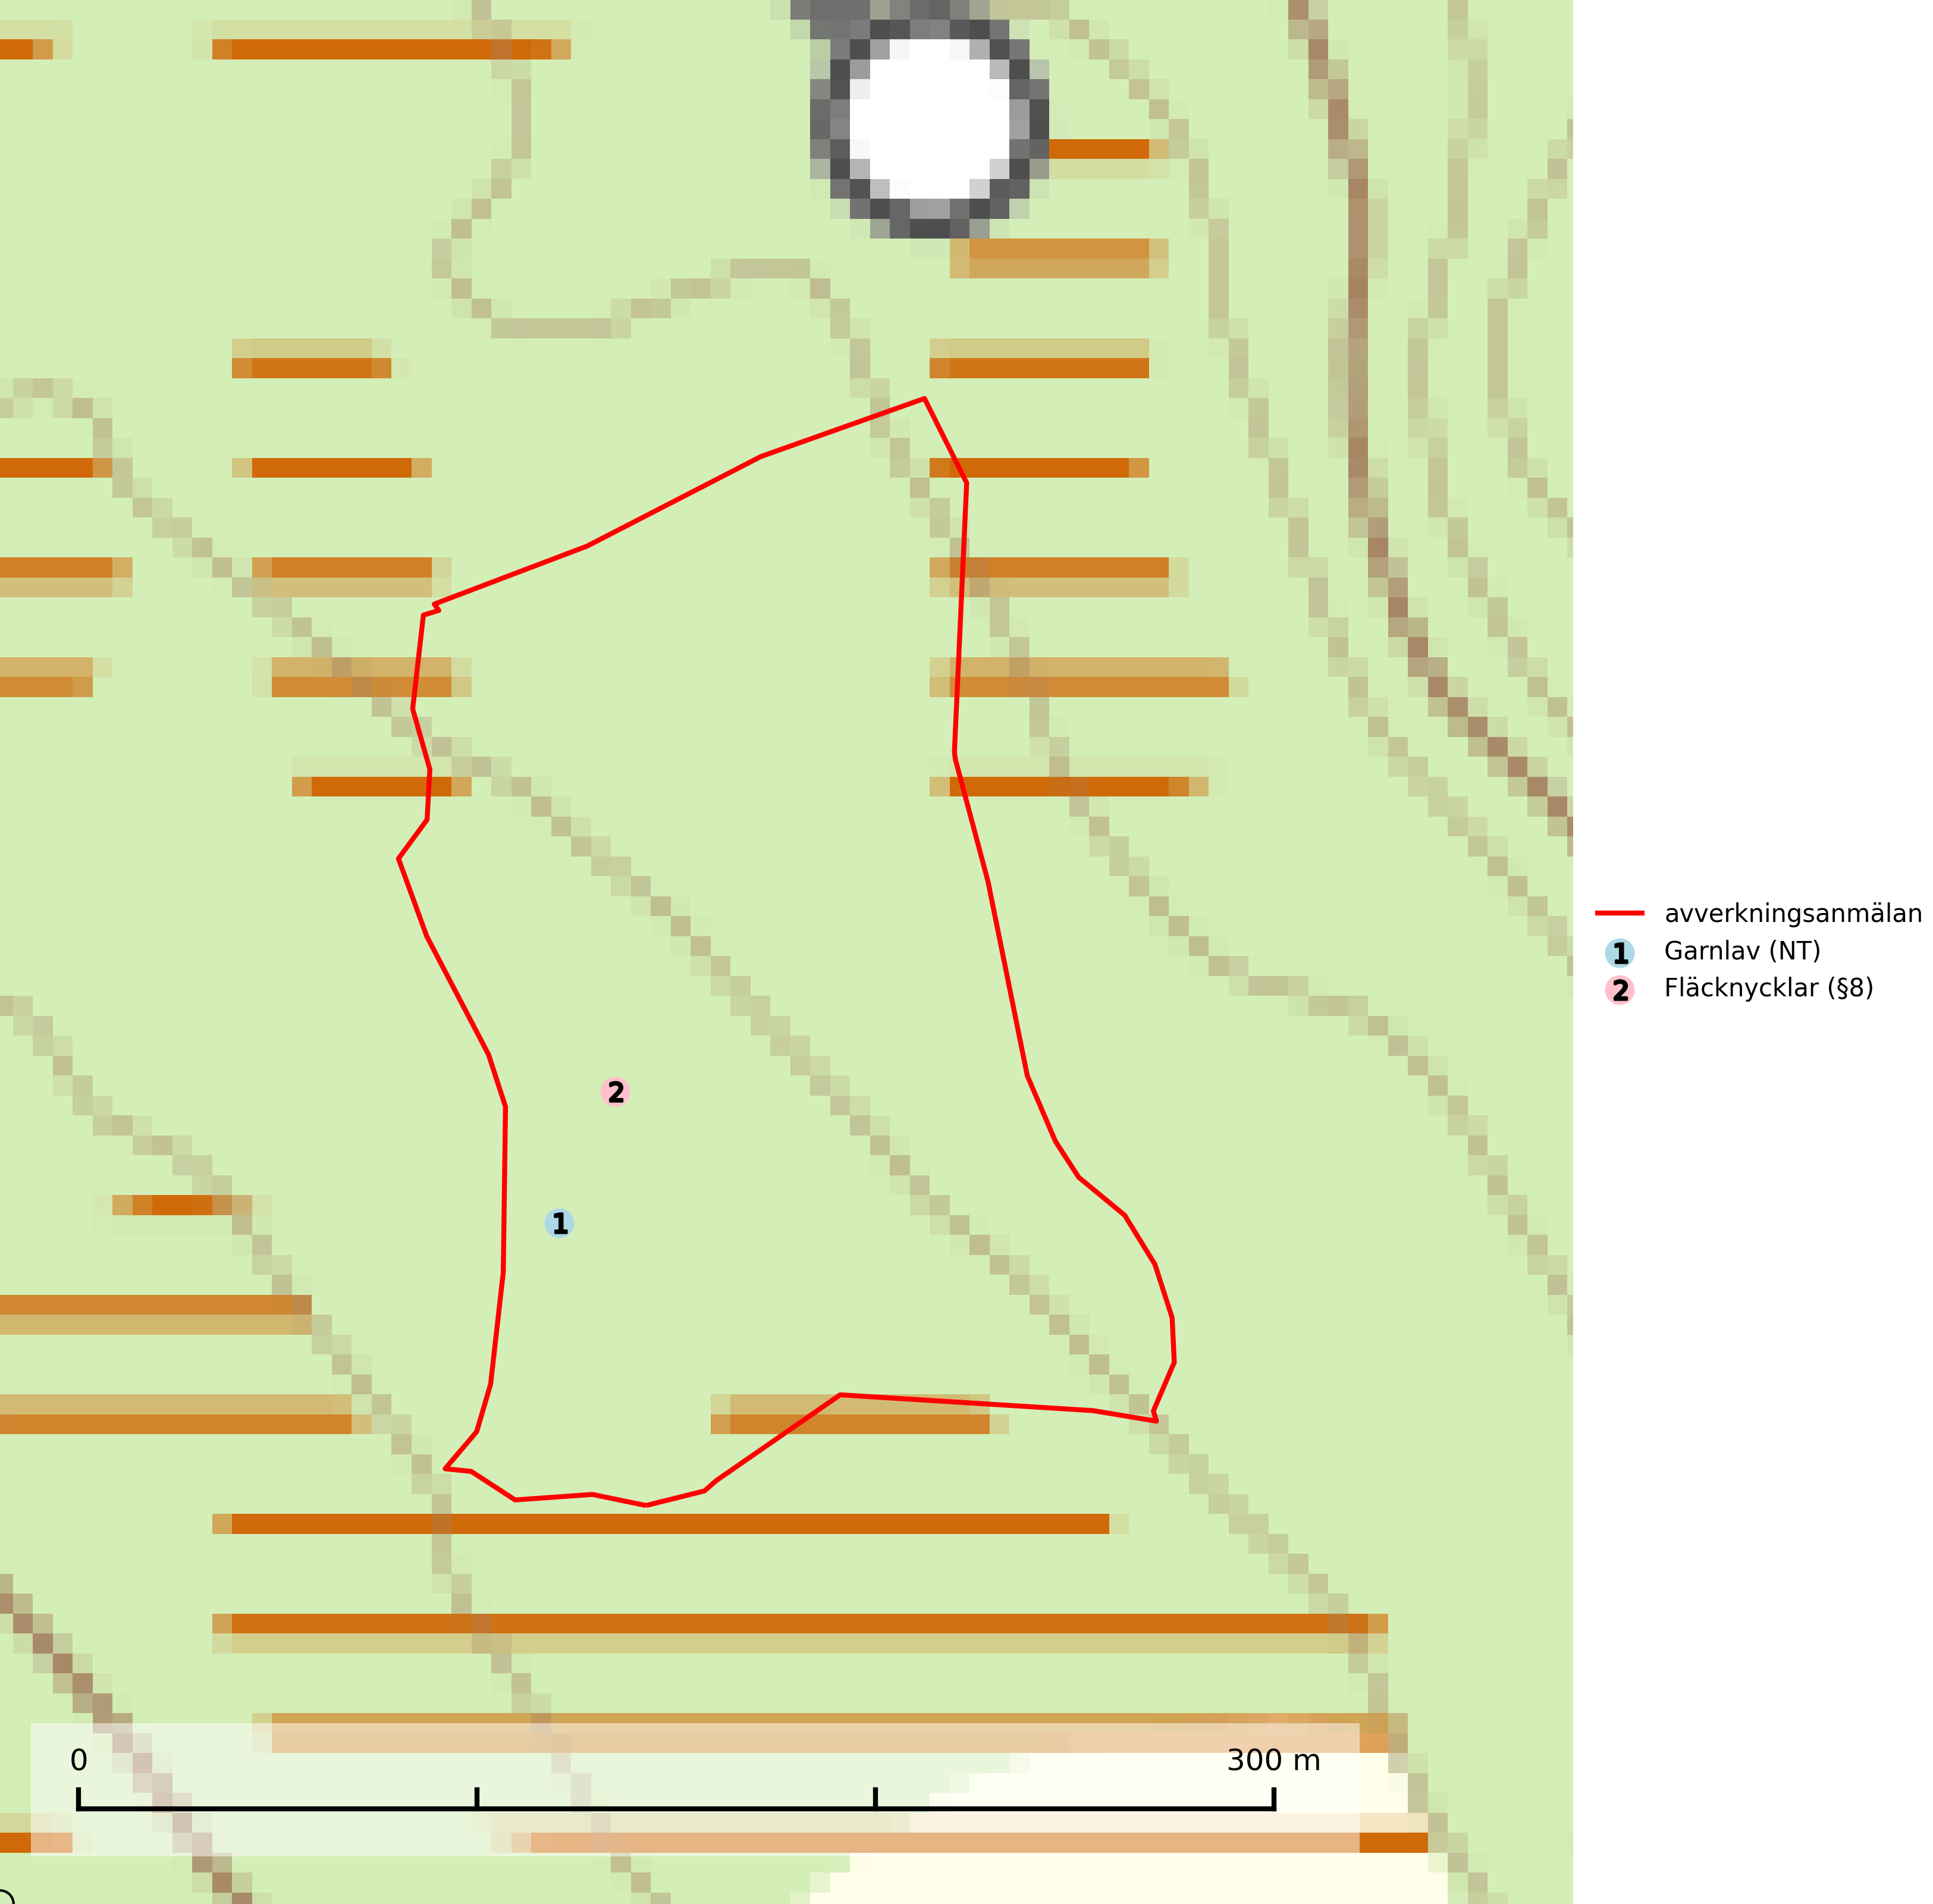 2
1
avverkningsanmälan
1 Garnlav (NT)
2 Fläcknycklar (§8)
0 300 m